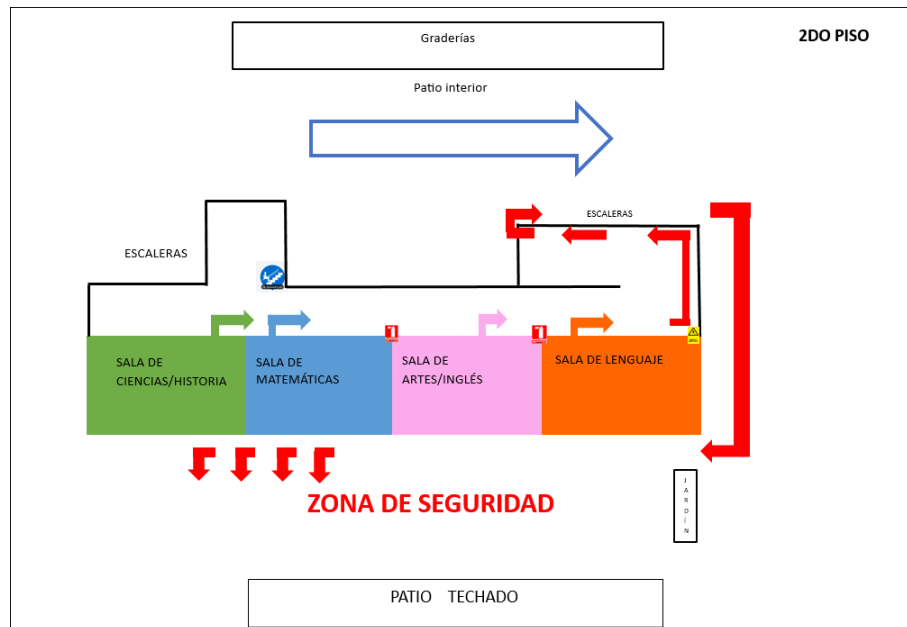 Graderías
2DO PISO
Patio interior
ESCALERAS
ESCALERAS
SALA DE
CIENCIAS/HISTORIA
SALA DE
MATEMÁTICAS
SALA DE
ARTES/INGLÉS
SALA DE LENGUAJE
ZONA DE SEGURIDAD
JARDÍN
PATIO TECHADO